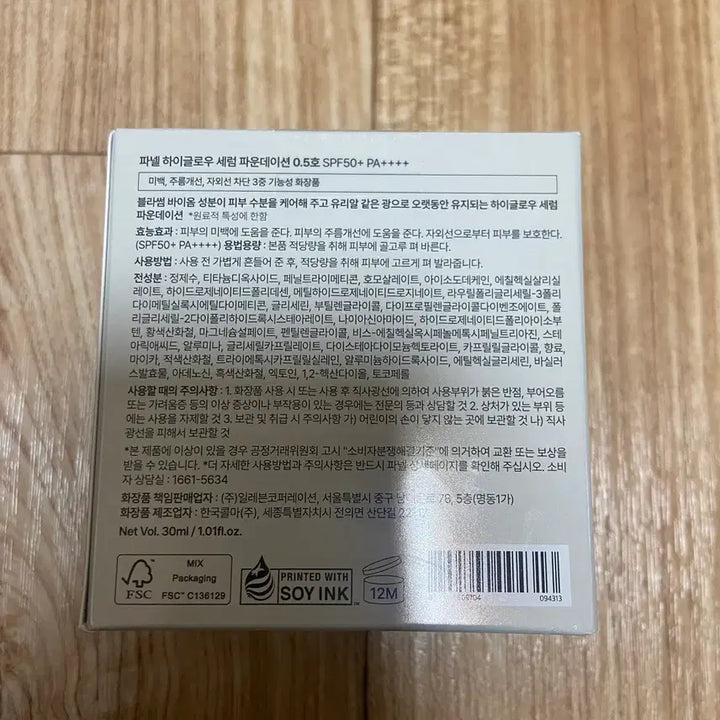 파넬 하이글로우 세럼 파운데이션 0.5호 SPF50+ PA++++
미백, 주름개선, 자외선 차단 3중 기능성 화장품
블라썸 바이옴 성분이 피부 수분을 케어해 주고 유리알 같은 광으로 오랫동안 유지되는 하이글로우 세럼
파운데이션 *원료적 특성에 한함
효능효과 : 피부의 미백에 도움을 준다. 피부의 주름개선에 도움을 준다. 자외선으로부터 피부를 보호한다.
(SPF50+ PA++++) 용법용량 : 본품 적당량을 취해 피부에 골고루 펴 바른다.
사용방법 : 사용 전 가볍게 흔들어 준 후, 적당량을 취해 피부에 고르게 펴 발라줍니다.
전성분 : 정제수, 티타늄디옥사이드, 페닐트라이메티콘, 호모살레이트, 아이소도데케인, 에칠헥실살리실
레이트, 하이드로제네이티드폴리데센, 메틸하이드로제네이티드로지네이트, 라우릴폴리글리세릴-3폴리
다이메틸실록시에틸다이메티콘, 글리세린, 부틸렌글라이콜, 다이프로필렌글라이콜다이벤조에이트, 폴
리글리세릴-2다이폴리하이드록시스테아레이트, 나이아신아마이드, 하이드로제네이티드폴리아이소부
텐, 황색산화철, 마그네슘설페이트, 펜틸렌글라이콜, 비스-에칠헥실옥시페놀메톡시페닐트리아진, 스테
아릭애씨드, 알루미나, 글리세릴카프릴레이트, 다이스테아다이모늄헥토라이트, 카프릴릴글라이콜, 향료,
마이카, 적색산화철, 트라이에톡시카프릴릴실레인, 알루미늄하이드록사이드, 에틸헥실글리세린, 바실러
스발효물, 아데노신, 흑색산화철, 엑토인, 1,2-헥산다이올, 토코페롤
사용할 때의 주의사항 : 1. 화장품 사용 시 또는 사용 후 직사광선에 의하여 사용부위가 붉은 반점, 부어오름
또는 가려움증 등의 이상 증상이나 부작용이 있는 경우에는 전문의 등과 상담할 것 2. 상처가 있는 부위 등
에는 사용을 자제할 것 3. 보관 및 취급 시 주의사항 가) 어린이의 손이 닿지 않는 곳에 보관할 것 나) 직사
광선을 피해서 보관할 것
*본 제품에 이상이 있을 경우 공정거래위원회 고시 "소비자분쟁해결기준"에 의거하여 교환 또는 보상을
받을 수 있습니다. *더 자세한 사용방법과 주의사항은 반드시 파넬 상세페이지를 확인해 주십시오. 소비
자 상담실 : 1661-5634
화장품 책임판매업자 : (주)일레븐코퍼레이션, 서울특별시 중구 78, 5층(명동1가)
화장품 제조업자 : 한국콜마(주), 세종특별자치시 전의면 산단길
Net Vol. 30ml / 1.01fl.oz.
FSC
MIX
Packaging
FSC™ C136129
PRINTED WITH
SOY INK™
12M
094313